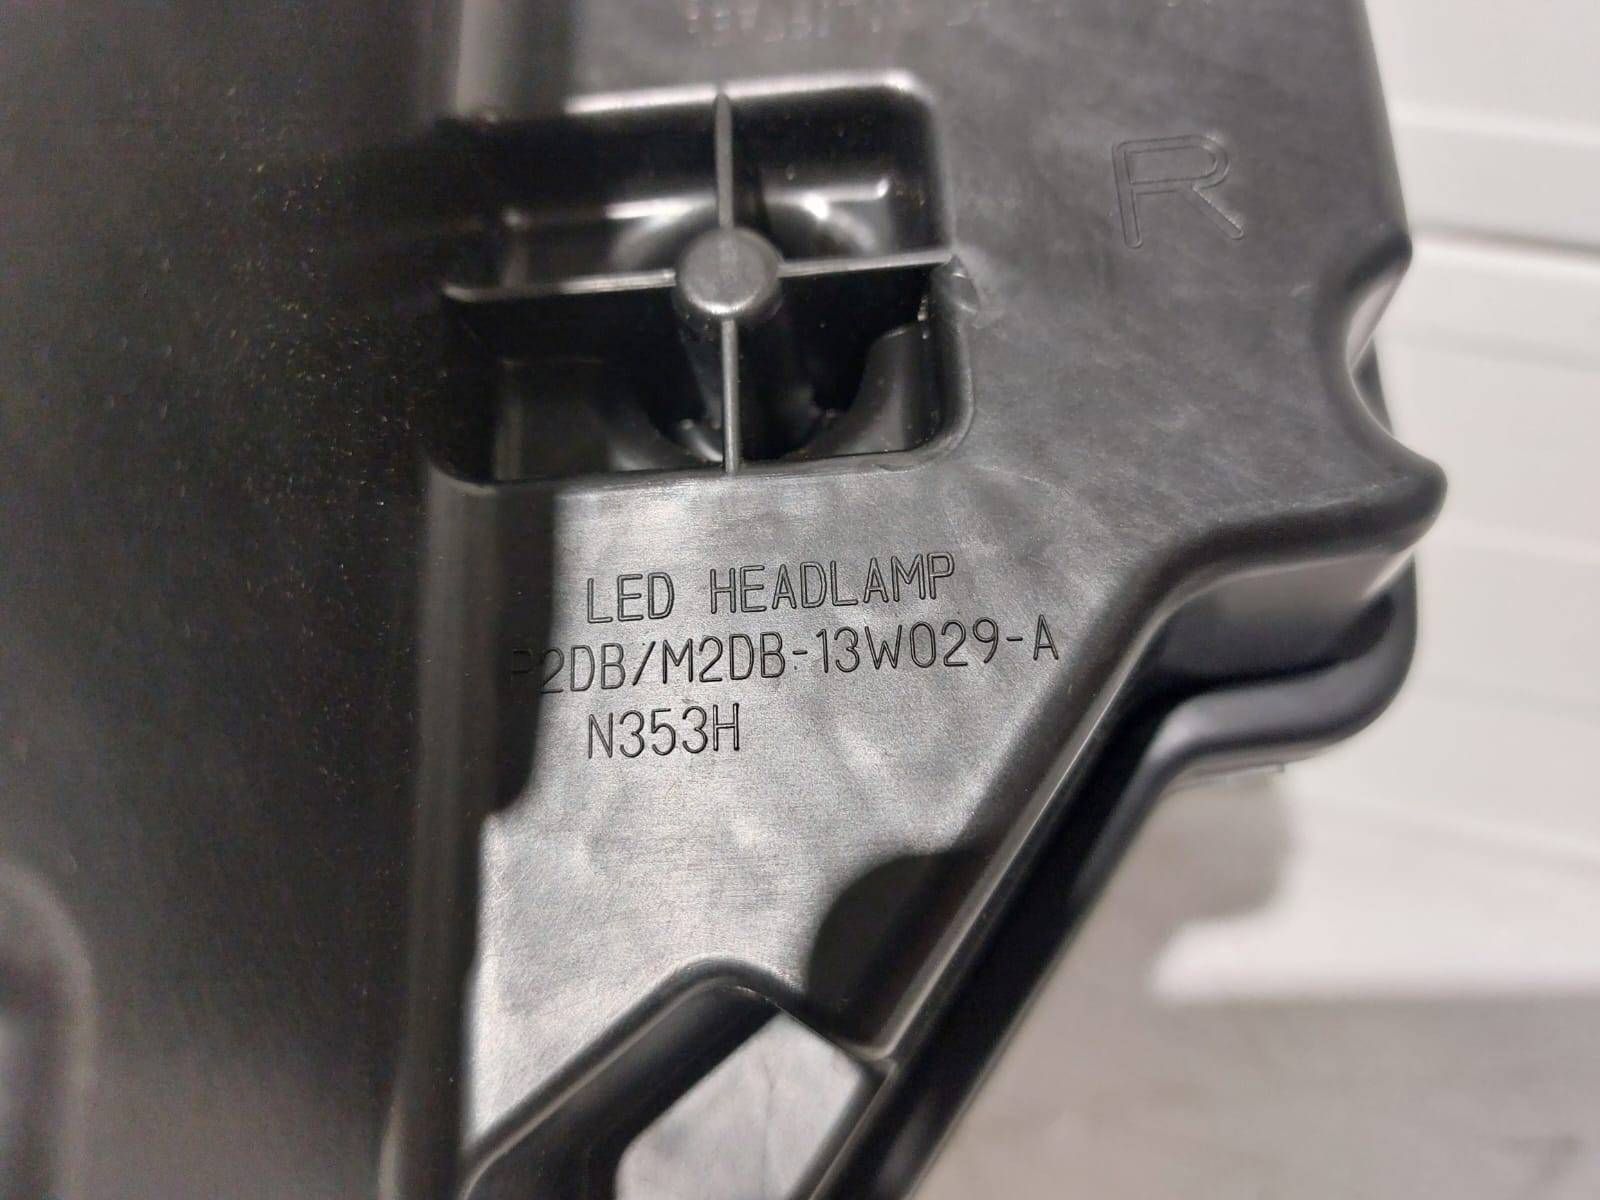 R
LED HEADLAMP
P2DB/M2DB-13W029-A
N353H